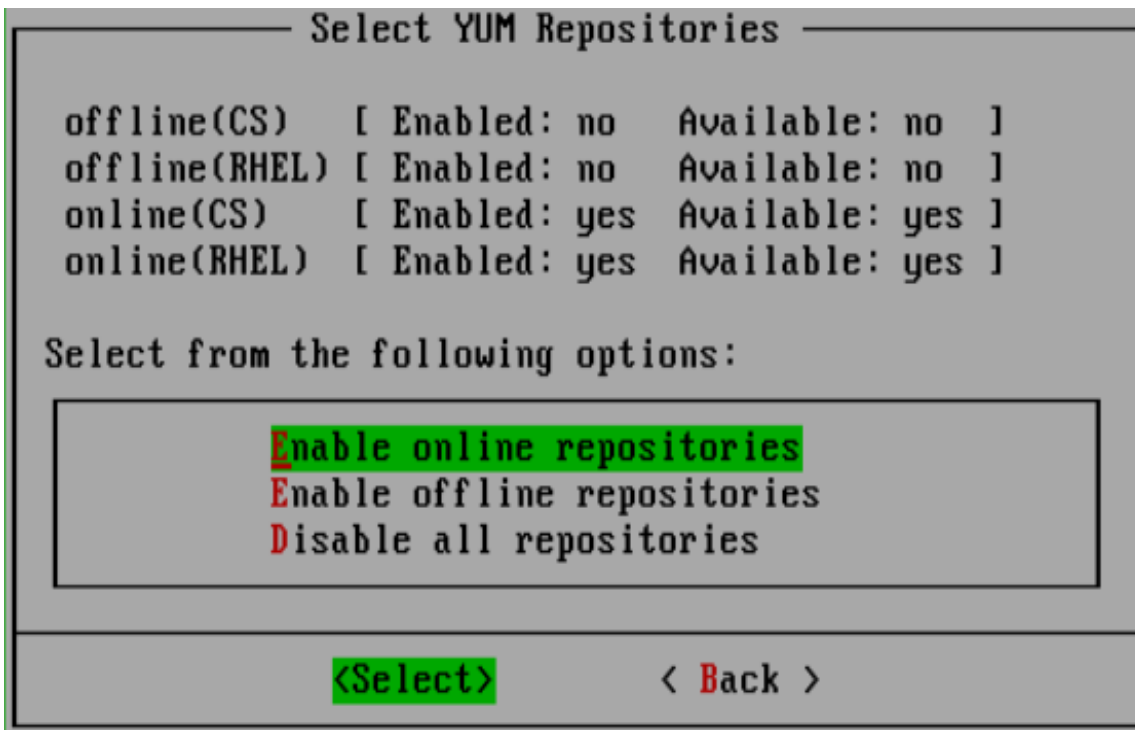 Select YUM Repositories
offline(CS) [ Enabled: no Available: no ]
offline(RHEL) [ Enabled: no Available: no ]
online(CS) [ Enabled: yes Available: yes ]
online(RHEL) [ Enabled: yes Available: yes ]
Select from the following options:
Enable online repositories
Enable offline repositories
Disable all repositories
<Select> < Back >